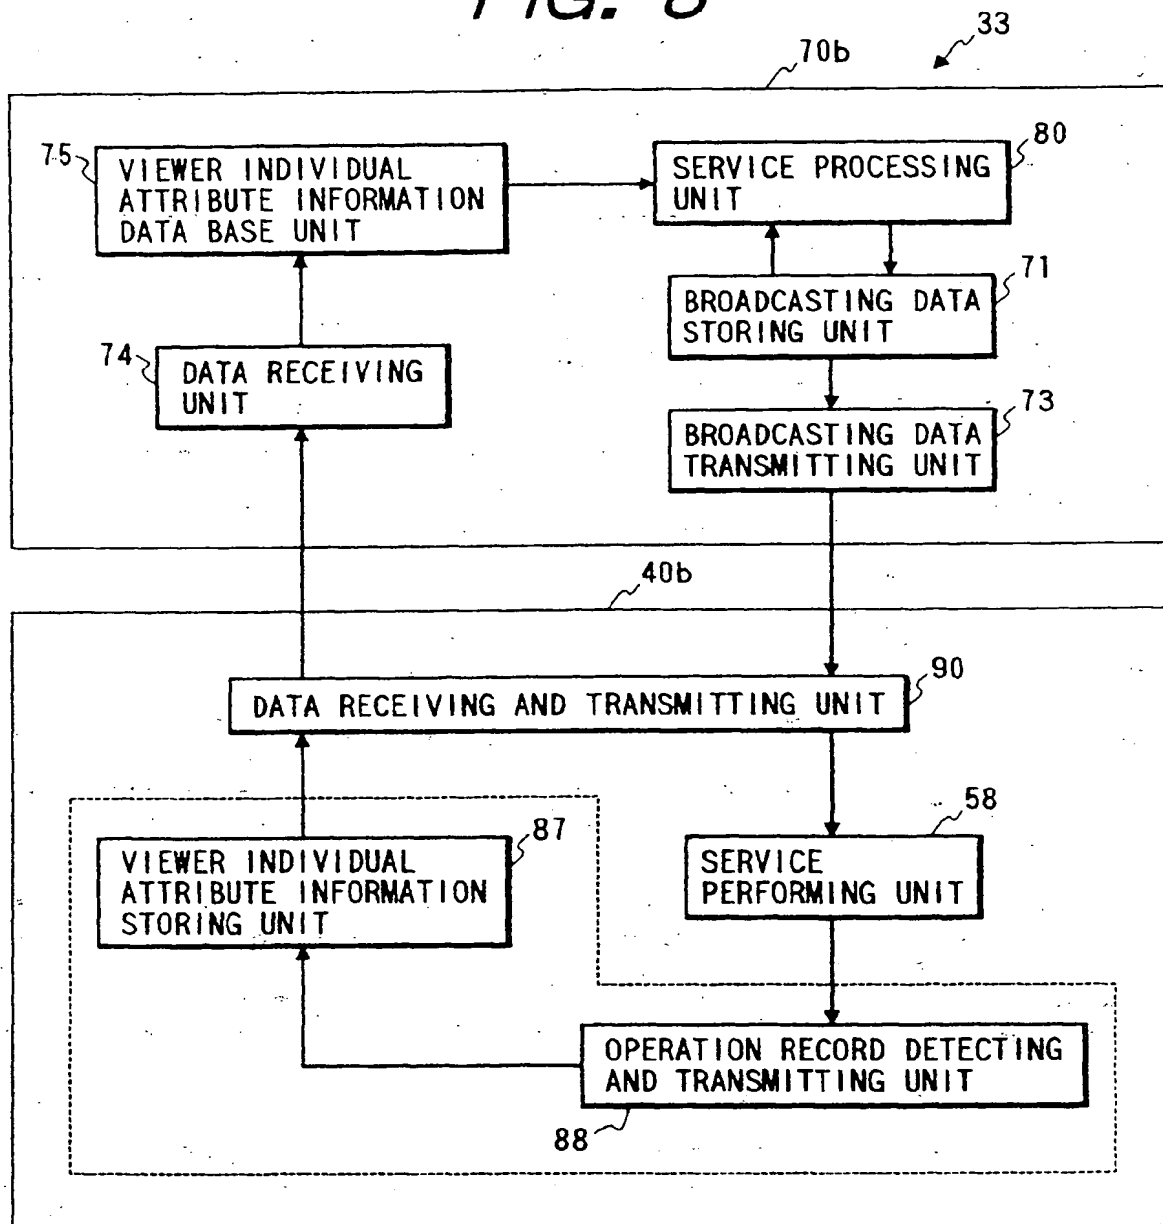 FIG. 8
33
70b
75
VIEWER INDIVIDUAL
ATTRIBUTE INFORMATION
DATA BASE UNIT
80
SERVICE PROCESSING
UNIT
71
BROADCASTING DATA
STORING UNIT
74
DATA RECEIVING
UNIT
73
BROADCASTING DATA
TRANSMITTING UNIT
40b
90
DATA RECEIVING AND TRANSMITTING UNIT
87
VIEWER INDIVIDUAL
ATTRIBUTE INFORMATION
STORING UNIT
58
SERVICE
PERFORMING UNIT
OPERATION RECORD DETECTING
AND TRANSMITTING UNIT
88